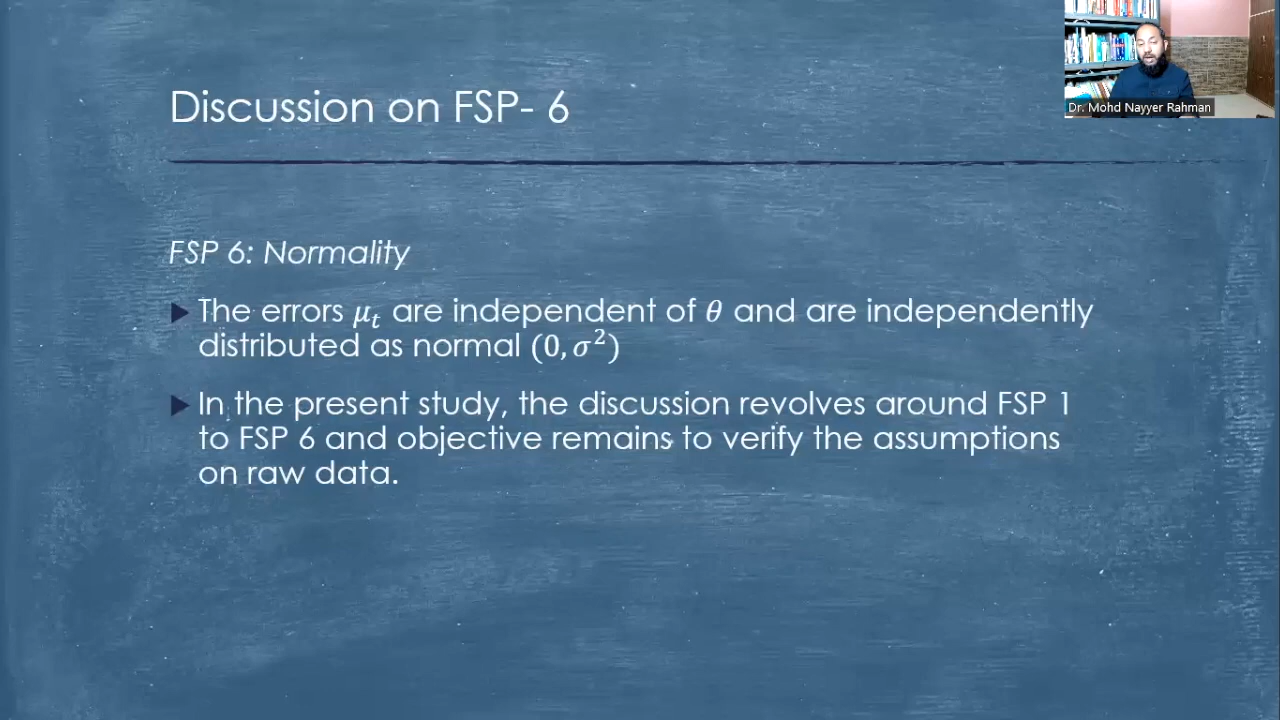 Dr. Mohd Nayyer Rahman
Discussion on FSP- 6
FSP 6: Normality
The errors μₜ are independent of θ and are independently
distributed as normal (0, σ²)
In the present study, the discussion revolves around FSP 1
to FSP 6 and objective remains to verify the assumptions
on raw data.